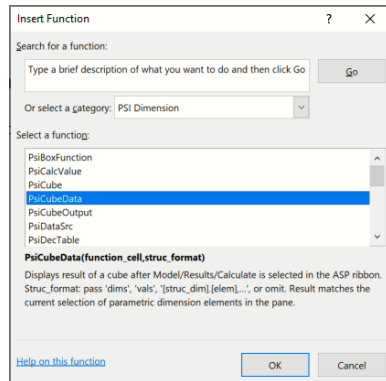 Insert Function
?
Search for a function:
Type a brief description of what you want to do and then click Go
Go
Or select a category: PSI Dimension
Select a function:
PsiBoxFunction
PsiCalcValue
PsiCube
PsiCubeData
PsiCubeOutput
PsiDataSrc
PsiDecTable
PsiCubeData(function_cell,struc_format)
Displays result of a cube after Model/Results/Calculate is selected in the ASP ribbon.
Struc_format: pass 'dims', 'vals', '[struc_dim].[elem],...', or omit. Result matches the
current selection of parametric dimension elements in the pane.
Help on this function
OK
Cancel